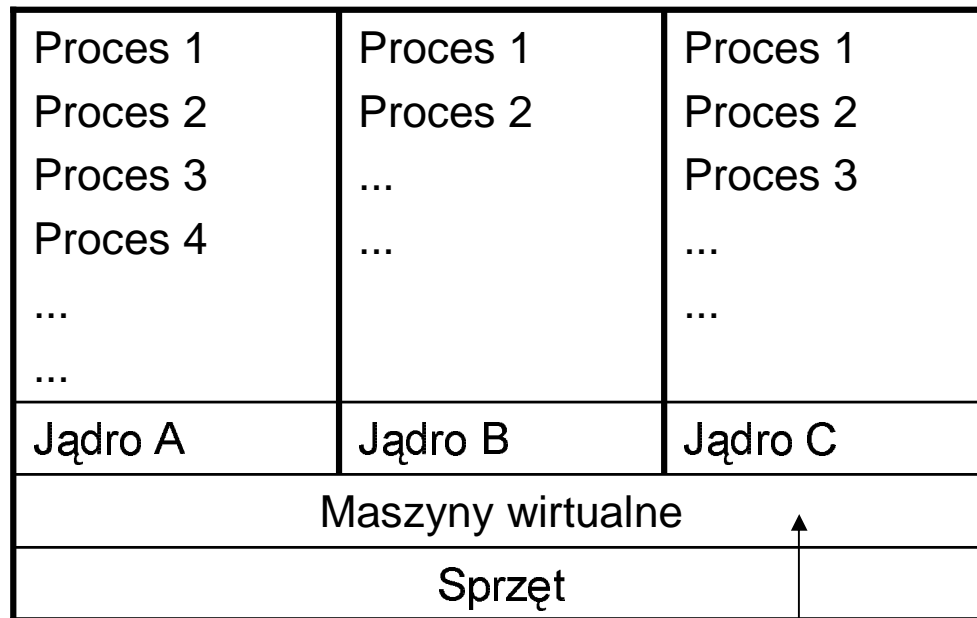 Proces 1
Proces 2
Proces 3
Proces 4
...
...
Proces 1
Proces 2
...
...
Proces 1
Proces 2
Proces 3
...
...
Jądro A
Jądro B
Jądro C
Maszyny wirtualne
Sprzęt